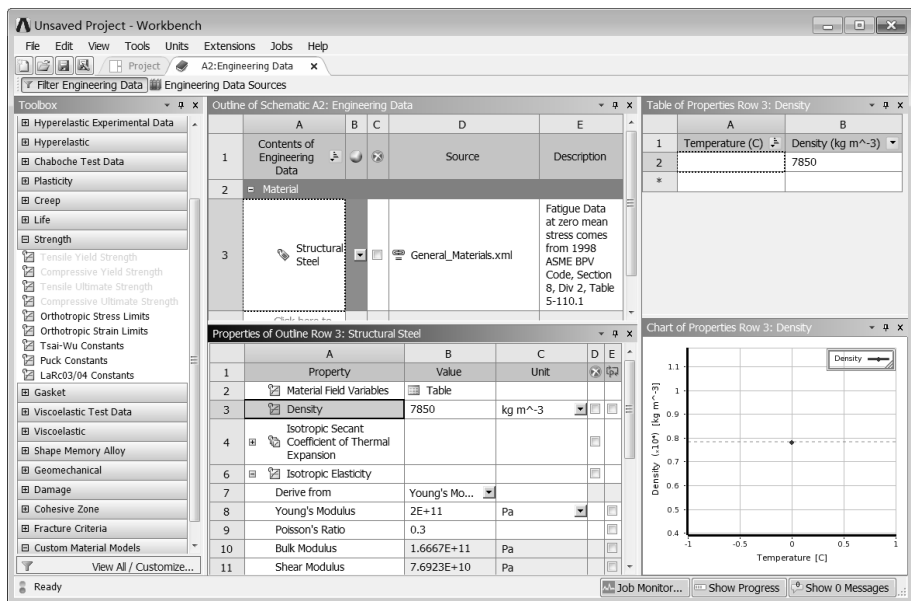 Unsaved Project - Workbench
File Edit View Tools Units Extensions Jobs Help
Project A2:Engineering Data x
Filter Engineering Data Engineering Data Sources
Toolbox
Hyperelastic Experimental Data
Hyperelastic
Chaboche Test Data
Plasticity
Creep
Life
Strength
Tensile Yield Strength
Compressive Yield Strength
Tensile Ultimate Strength
Compressive Ultimate Strength
Orthotropic Stress Limits
Orthotropic Strain Limits
Tsai-Wu Constants
Puck Constants
LaRc03/04 Constants
Gasket
Viscoelastic Test Data
Viscoelastic
Shape Memory Alloy
Geomechanical
Damage
Cohesive Zone
Fracture Criteria
Custom Material Models
View All / Customize...
Outline of Schematic A2: Engineering Data
A B C D E
1 Contents of Engineering Data Source Description
2 Material
3 Structural Steel General_Materials.xml Fatigue Data at zero mean stress comes from 1998 ASME BPV Code, Section 8, Div 2, Table 5-110.1
Click here to
Properties of Outline Row 3: Structural Steel
A B C D E
1 Property Value Unit
2 Material Field Variables Table
3 Density 7850 kg m^-3
4 Isotropic Secant Coefficient of Thermal Expansion
6 Isotropic Elasticity
7 Derive from Young's Mo...
8 Young's Modulus 2E+11 Pa
9 Poisson's Ratio 0.3
10 Bulk Modulus 1.6667E+11 Pa
11 Shear Modulus 7.6923E+10 Pa
Table of Properties Row 3: Density
A B
1 Temperature (C) Density (kg m^-3)
2 7850
*
Chart of Properties Row 3: Density
Density
1.1
1
0.9
0.8
0.7
0.6
0.5
0.4
Density (.10⁴) [kg m^-3]
-1 -0.5 0 0.5 1
Temperature [C]
Ready
Job Monitor... Show Progress Show 0 Messages